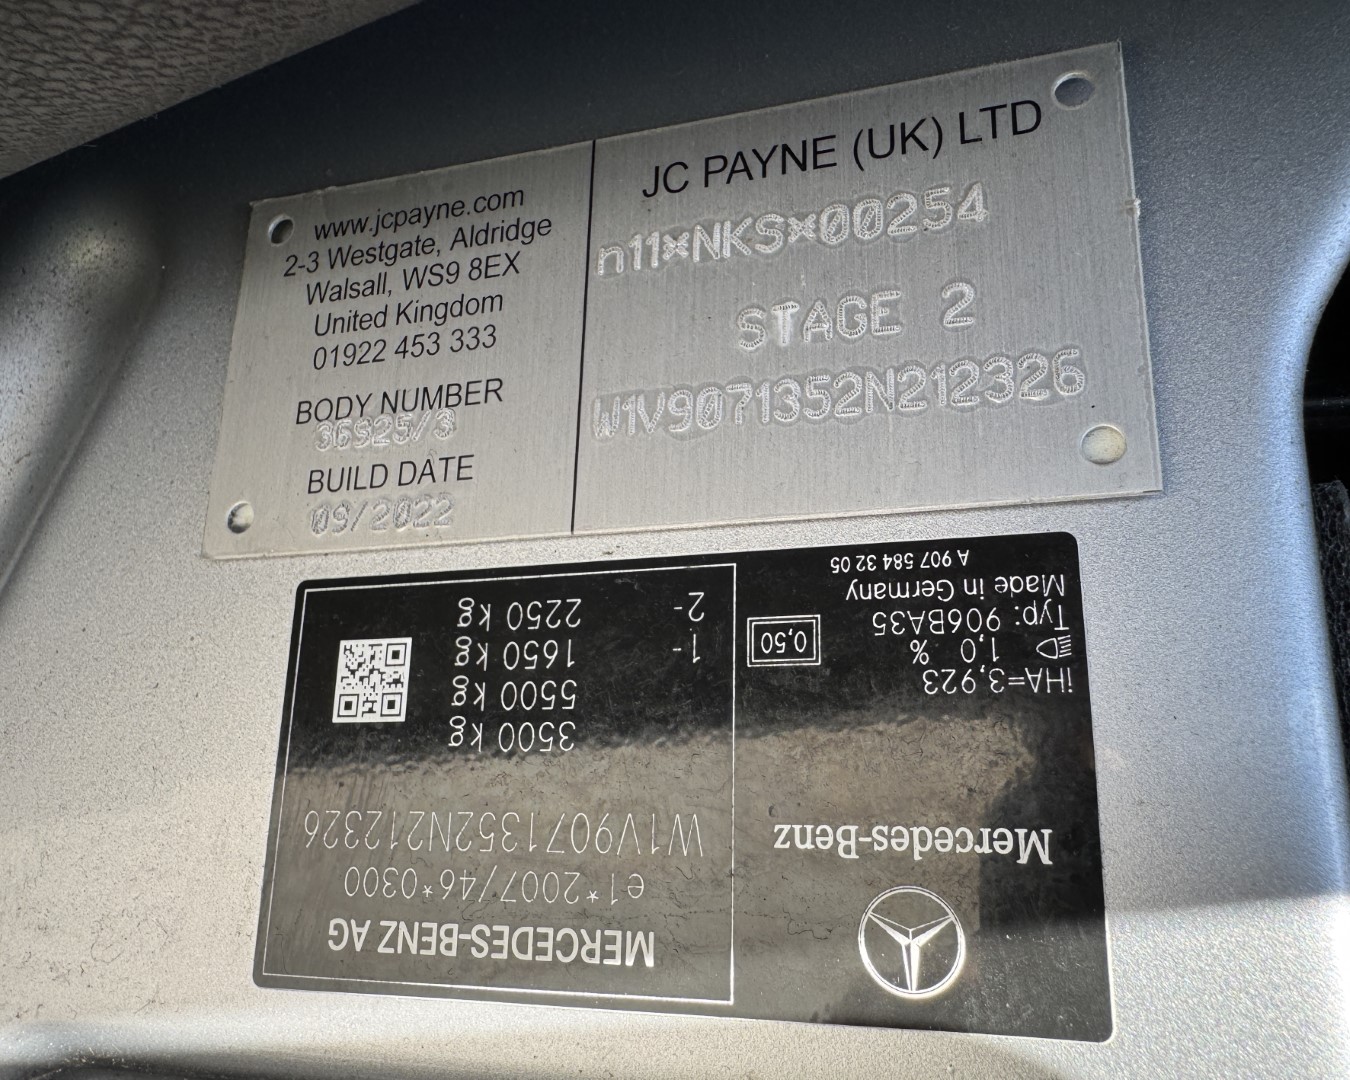 www.jcpayne.com
2-3 Westgate, Aldridge
Walsall, WS9 8EX
United Kingdom
01922 453 333
BODY NUMBER
36925/3
BUILD DATE
09/2022
JC PAYNE (UK) LTD
n11*NKS*00254
STAGE 2
W1V9071352N212326
MERCEDES-BENZ AG
e1*2007/46*0300
W1V9071352N212326
3500 kg
5500 kg
1- 1650 kg
2- 2250 kg
Mercedes-Benz
iHA=3,923
1,0 %
Typ: 906BA35
0,50
Made in Germany
A 907 584 32 05